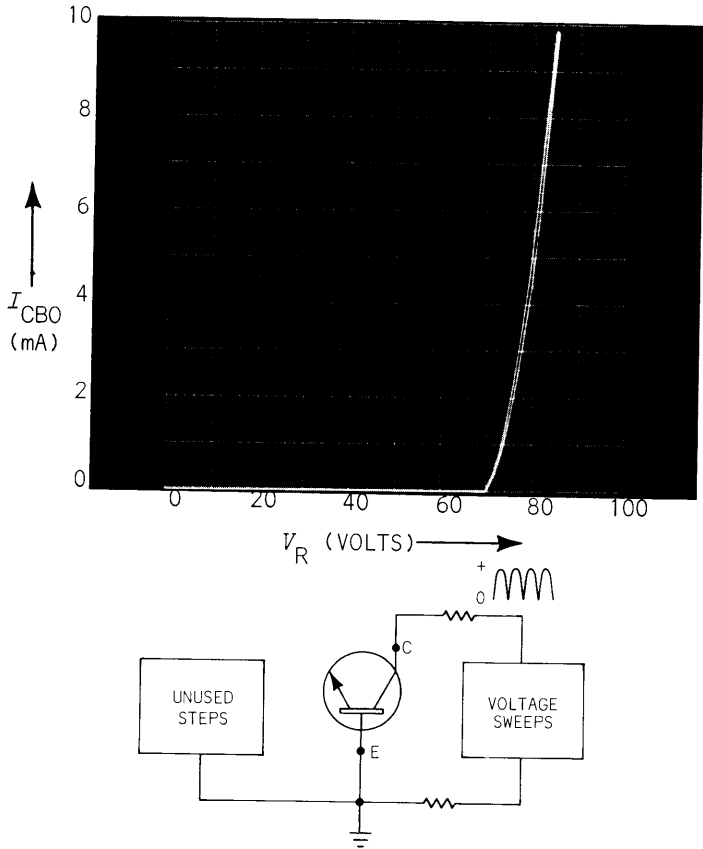 10
8
6
I_CBO
(mA)
4
2
0
0 20 40 60 80 100
V_R (VOLTS)
+
0
C
UNUSED
STEPS
VOLTAGE
SWEEPS
E